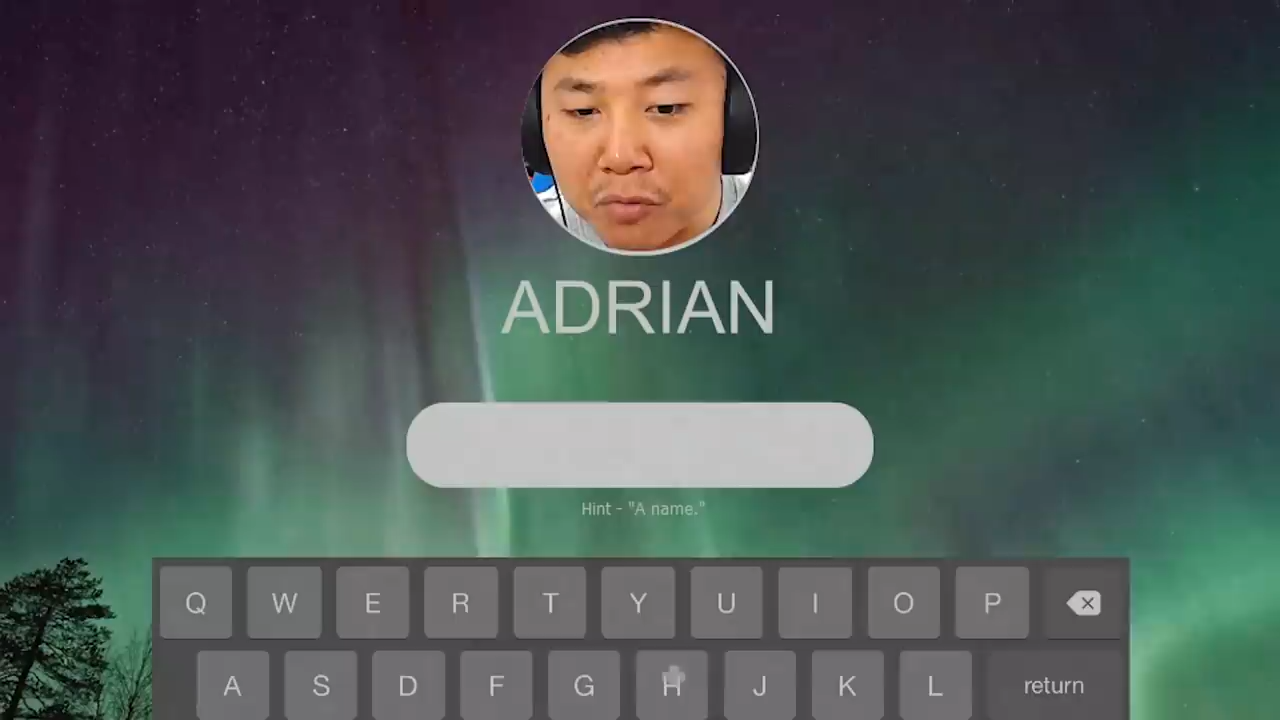 ADRIAN
Hint - "A name."
Q W E R T Y U I O P
A S D F G H J K L return